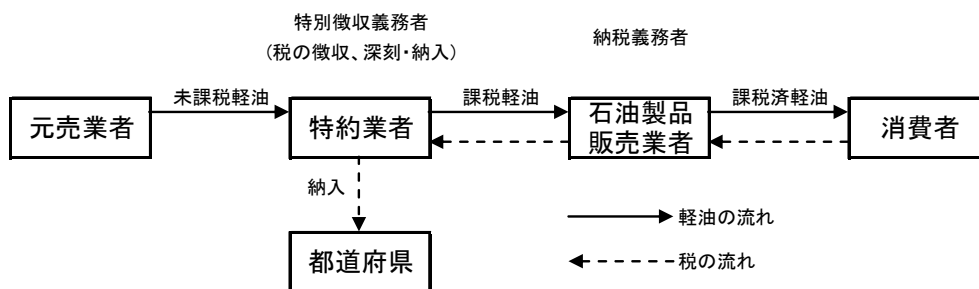 特別徴収義務者
(税の徴収、深刻・納入)
納税義務者
元売業者
未課税軽油
特約業者
課税軽油
石油製品
販売業者
課税済軽油
消費者
納入
都道府県
軽油の流れ
税の流れ